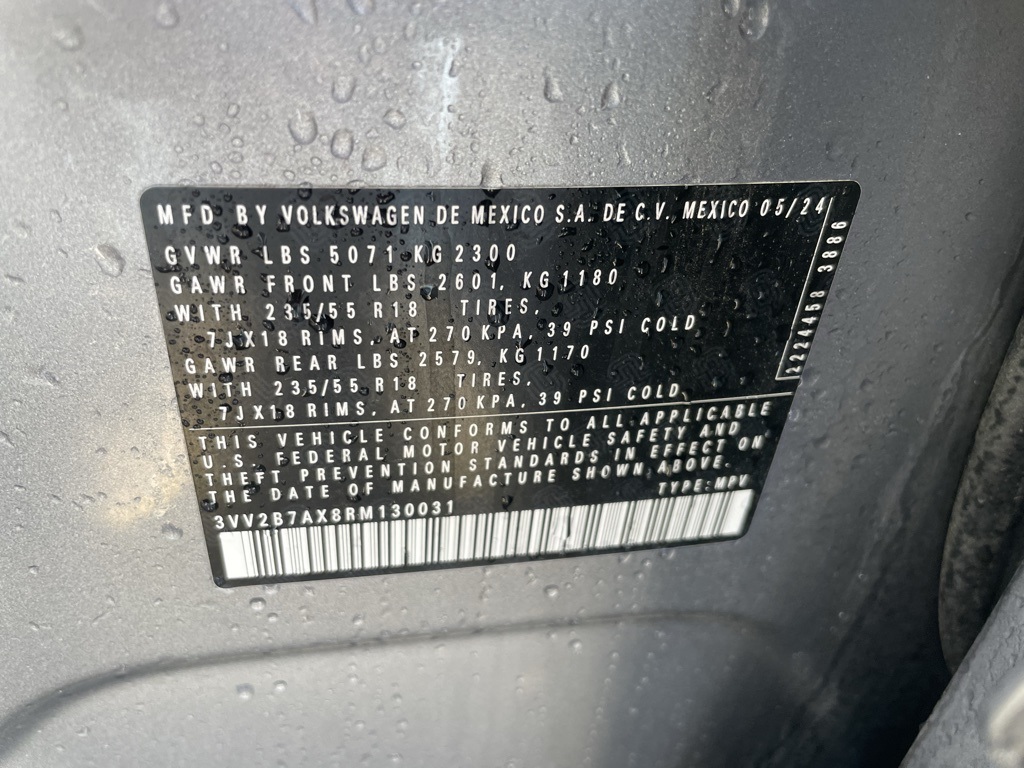 MFD. BY VOLKSWAGEN DE MEXICO S.A. DE C.V., MEXICO 05/24
GVWR LBS 5071 KG 2300
GAWR FRONT LBS 2601, KG 1180
WITH 235/55 R18 TIRES,
7JX18 RIMS, AT 270 KPA, 39 PSI COLD
GAWR REAR LBS 2579, KG 1170
WITH 235/55 R18 TIRES,
7JX18 RIMS, AT 270 KPA, 39 PSI COLD
THIS VEHICLE CONFORMS TO ALL APPLICABLE
U.S. FEDERAL MOTOR VEHICLE SAFETY AND
THEFT PREVENTION STANDARDS IN EFFECT ON
THE DATE OF MANUFACTURE SHOWN ABOVE.
TYPE: MPV
3VV2B7AX8RM130031
2224458 3886